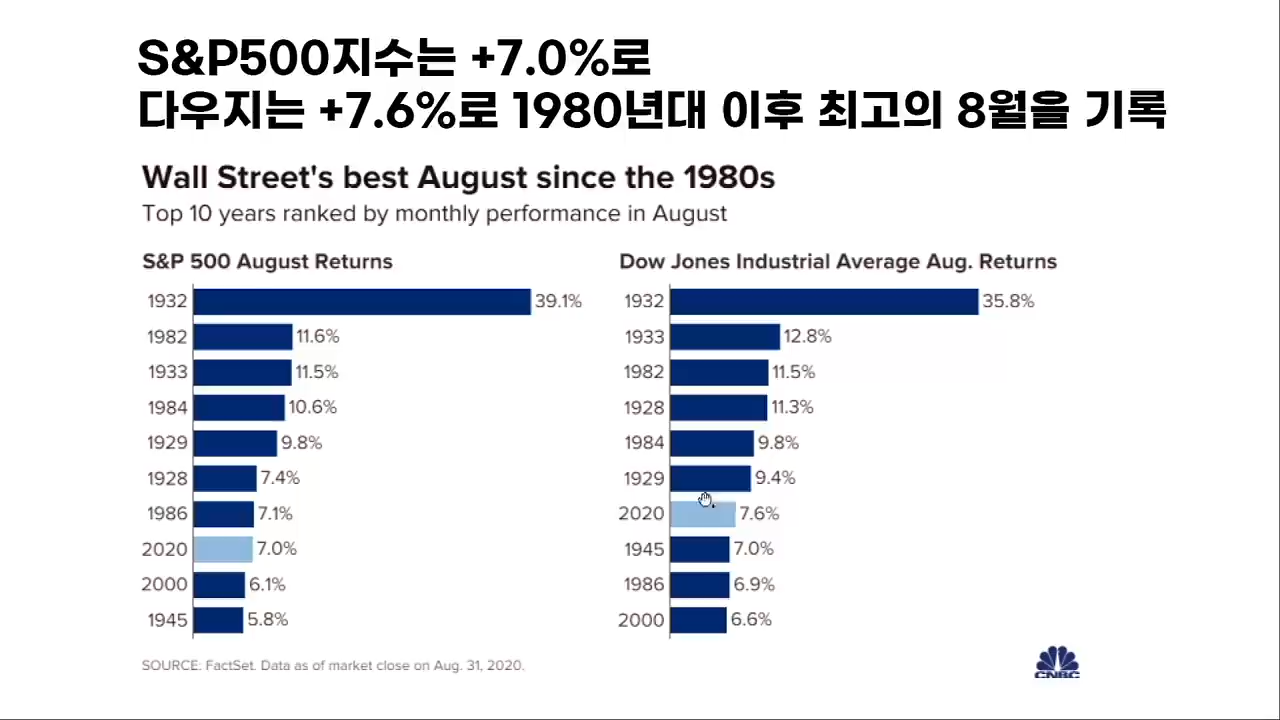 S&P500지수는 +7.0%로
다우지는 +7.6%로 1980년대 이후 최고의 8월을 기록
Wall Street's best August since the 1980s
Top 10 years ranked by monthly performance in August
S&P 500 August Returns
1932 39.1%
1982 11.6%
1933 11.5%
1984 10.6%
1929 9.8%
1928 7.4%
1986 7.1%
2020 7.0%
2000 6.1%
1945 5.8%
Dow Jones Industrial Average Aug. Returns
1932 35.8%
1933 12.8%
1982 11.5%
1928 11.3%
1984 9.8%
1929 9.4%
2020 7.6%
1945 7.0%
1986 6.9%
2000 6.6%
SOURCE: FactSet. Data as of market close on Aug. 31, 2020.
CNBC